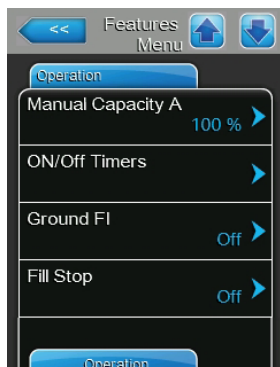 << Features
Menu
Operation
Manual Capacity A
100 %
ON/Off Timers
Ground FI
Off
Fill Stop
Off
Operation